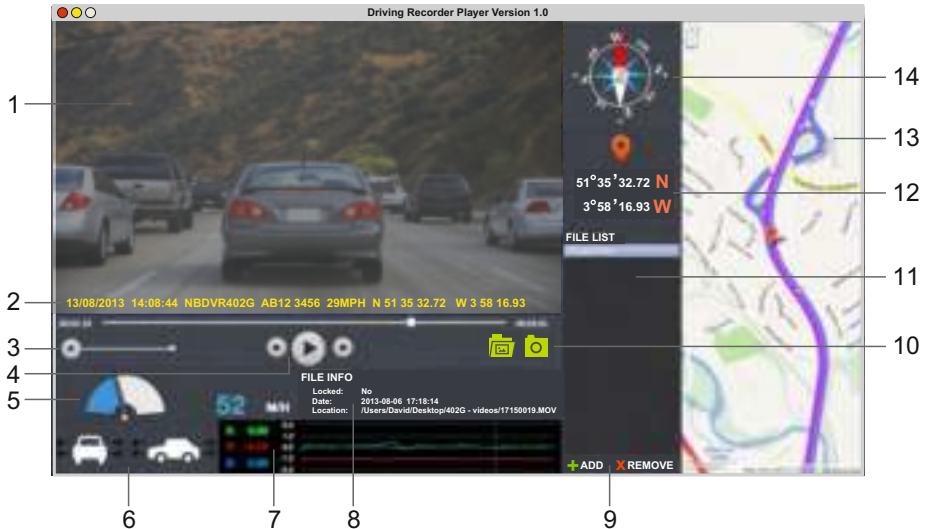 Driving Recorder Player Version 1.0
1
14
13
51°35’32.72 N
12
3°58’16.93 W
FILE LIST
11
2
13/08/2013 14:08:44 NBDVR402G AB12 3456 29MPH N 51 35 32.72 W 3 58 16.93
3
10
4
FILE INFO
Locked: No
Date: 2013-08-06 17:18:14
Location: /Users/David/Desktop/402G - videos/17150019.MOV
5
52 M/H
+ ADD X REMOVE
6
7
8
9